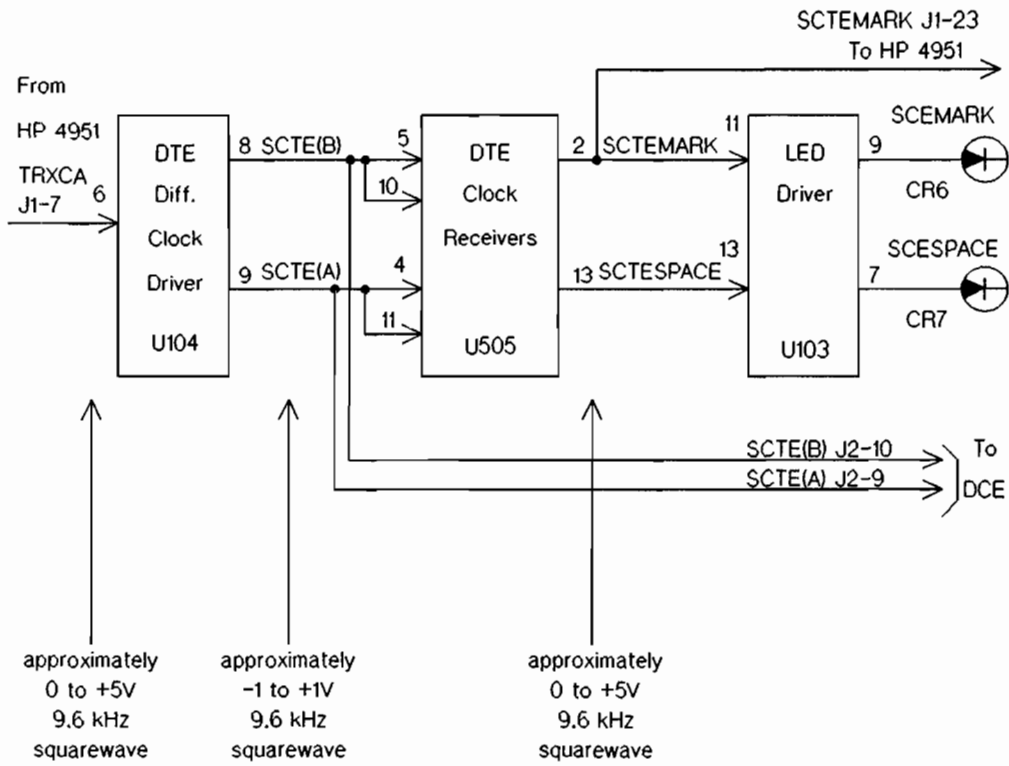 SCTEMARK J1-23
To HP 4951
From
HP 4951
TRXCA
J1-7
6
DTE
Diff.
Clock
Driver
U104
8 SCTE(B)
9 SCTE(A)
5
10
4
11
DTE
Clock
Receivers
U505
2 SCTEMARK
13 SCTESPACE
11
13
LED
Driver
U103
9
7
SCEMARK
CR6
SCESPACE
CR7
SCTE(B) J2-10
SCTE(A) J2-9
To
DCE
approximately
0 to +5V
9.6 kHz
squarewave
approximately
-1 to +1V
9.6 kHz
squarewave
approximately
0 to +5V
9.6 kHz
squarewave